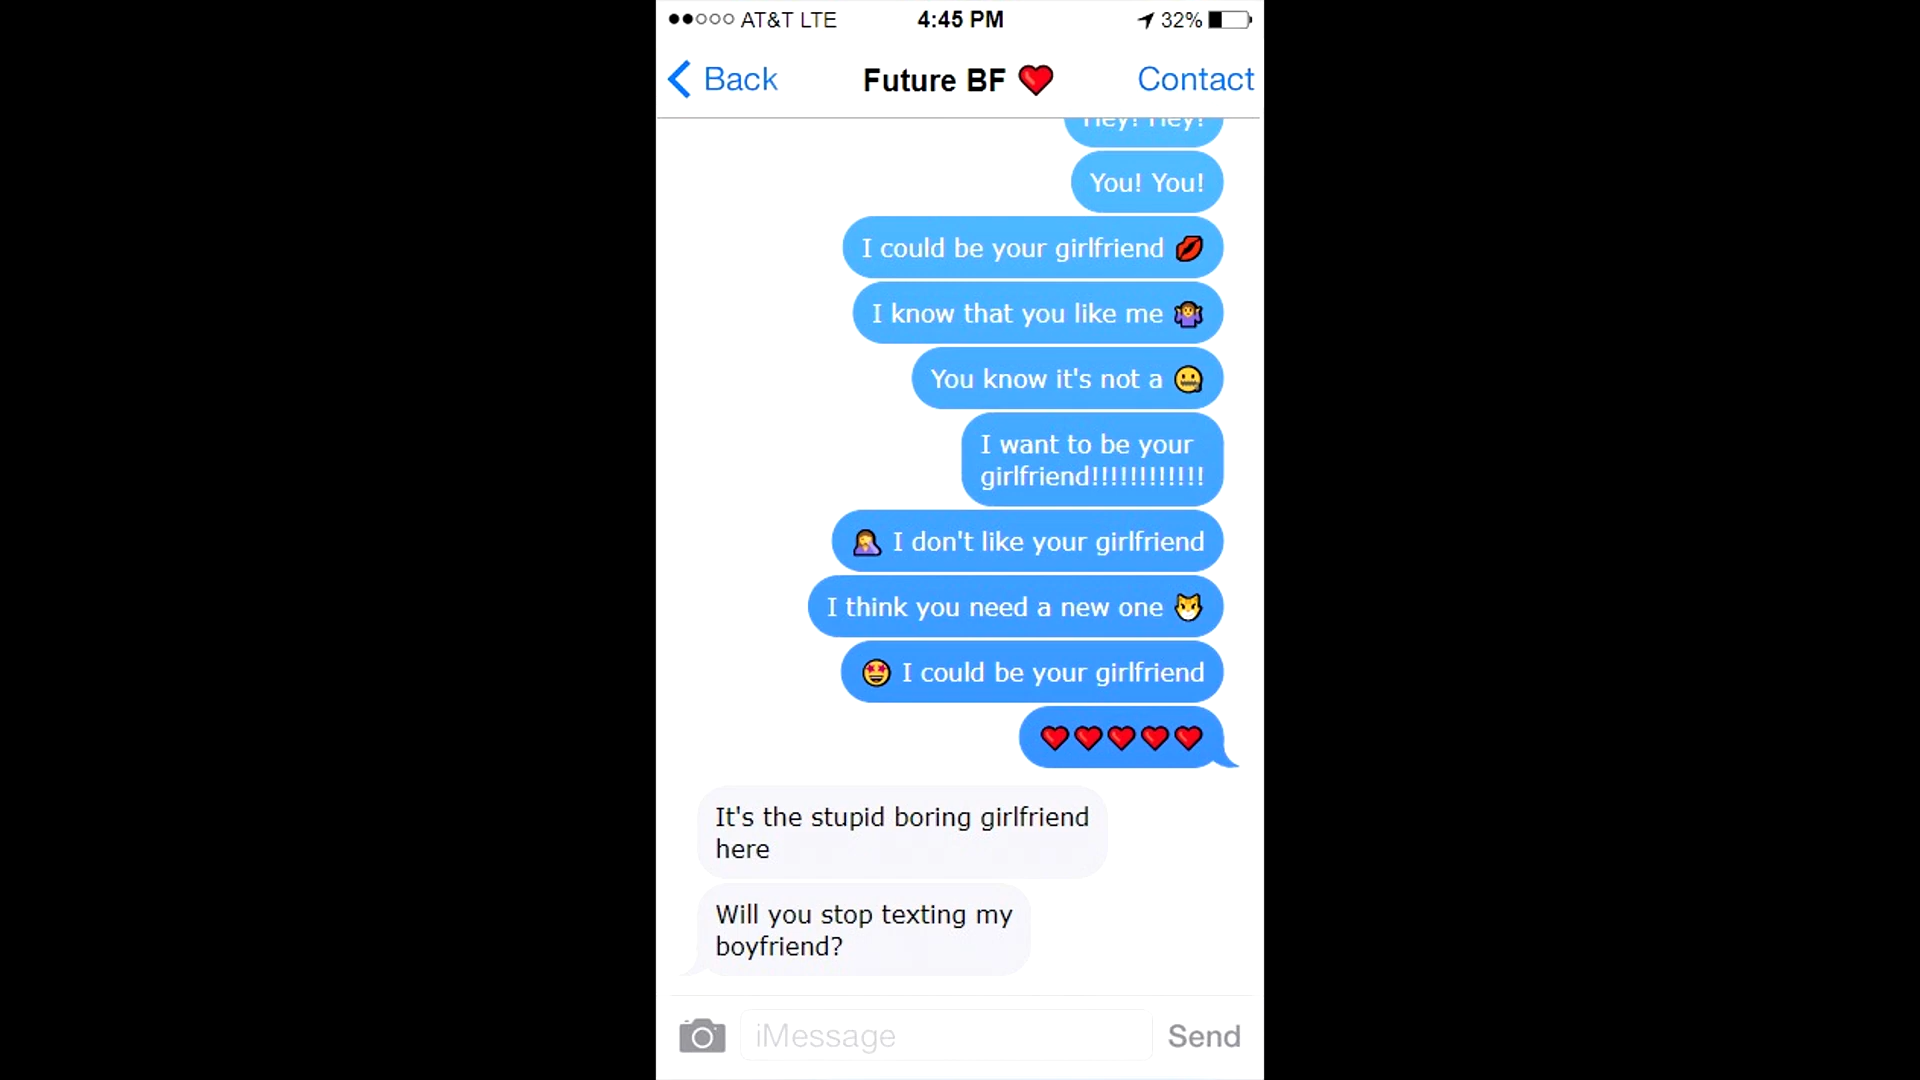 AT&T LTE 4:45 PM 32%
Back Future BF ❤️ Contact
Hey! Hey!
You! You!
I could be your girlfriend 💋
I know that you like me 🤷‍♀️
You know it's not a 🤐
I want to be your
girlfriend!!!!!!!!!!!!
🤦‍♀️ I don't like your girlfriend
I think you need a new one 🐱
🤩 I could be your girlfriend
❤️❤️❤️❤️❤️
It's the stupid boring girlfriend
here
Will you stop texting my
boyfriend?
iMessage Send